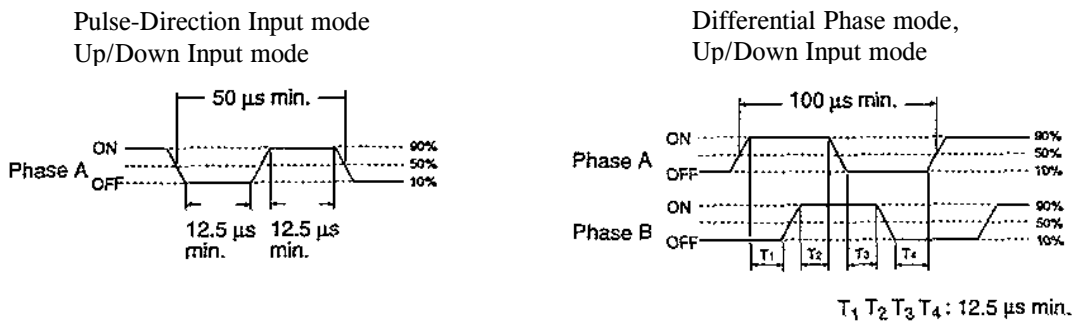 Pulse-Direction Input mode
Up/Down Input mode
50 µs min.
ON
90%
50%
Phase A
OFF
10%
12.5 µs min.
12.5 µs min.
Differential Phase mode,
Up/Down Input mode
100 µs min.
ON
90%
50%
Phase A
OFF
10%
ON
90%
50%
Phase B
OFF
10%
T1 T2 T3 T4
T1 T2 T3 T4 : 12.5 µs min.